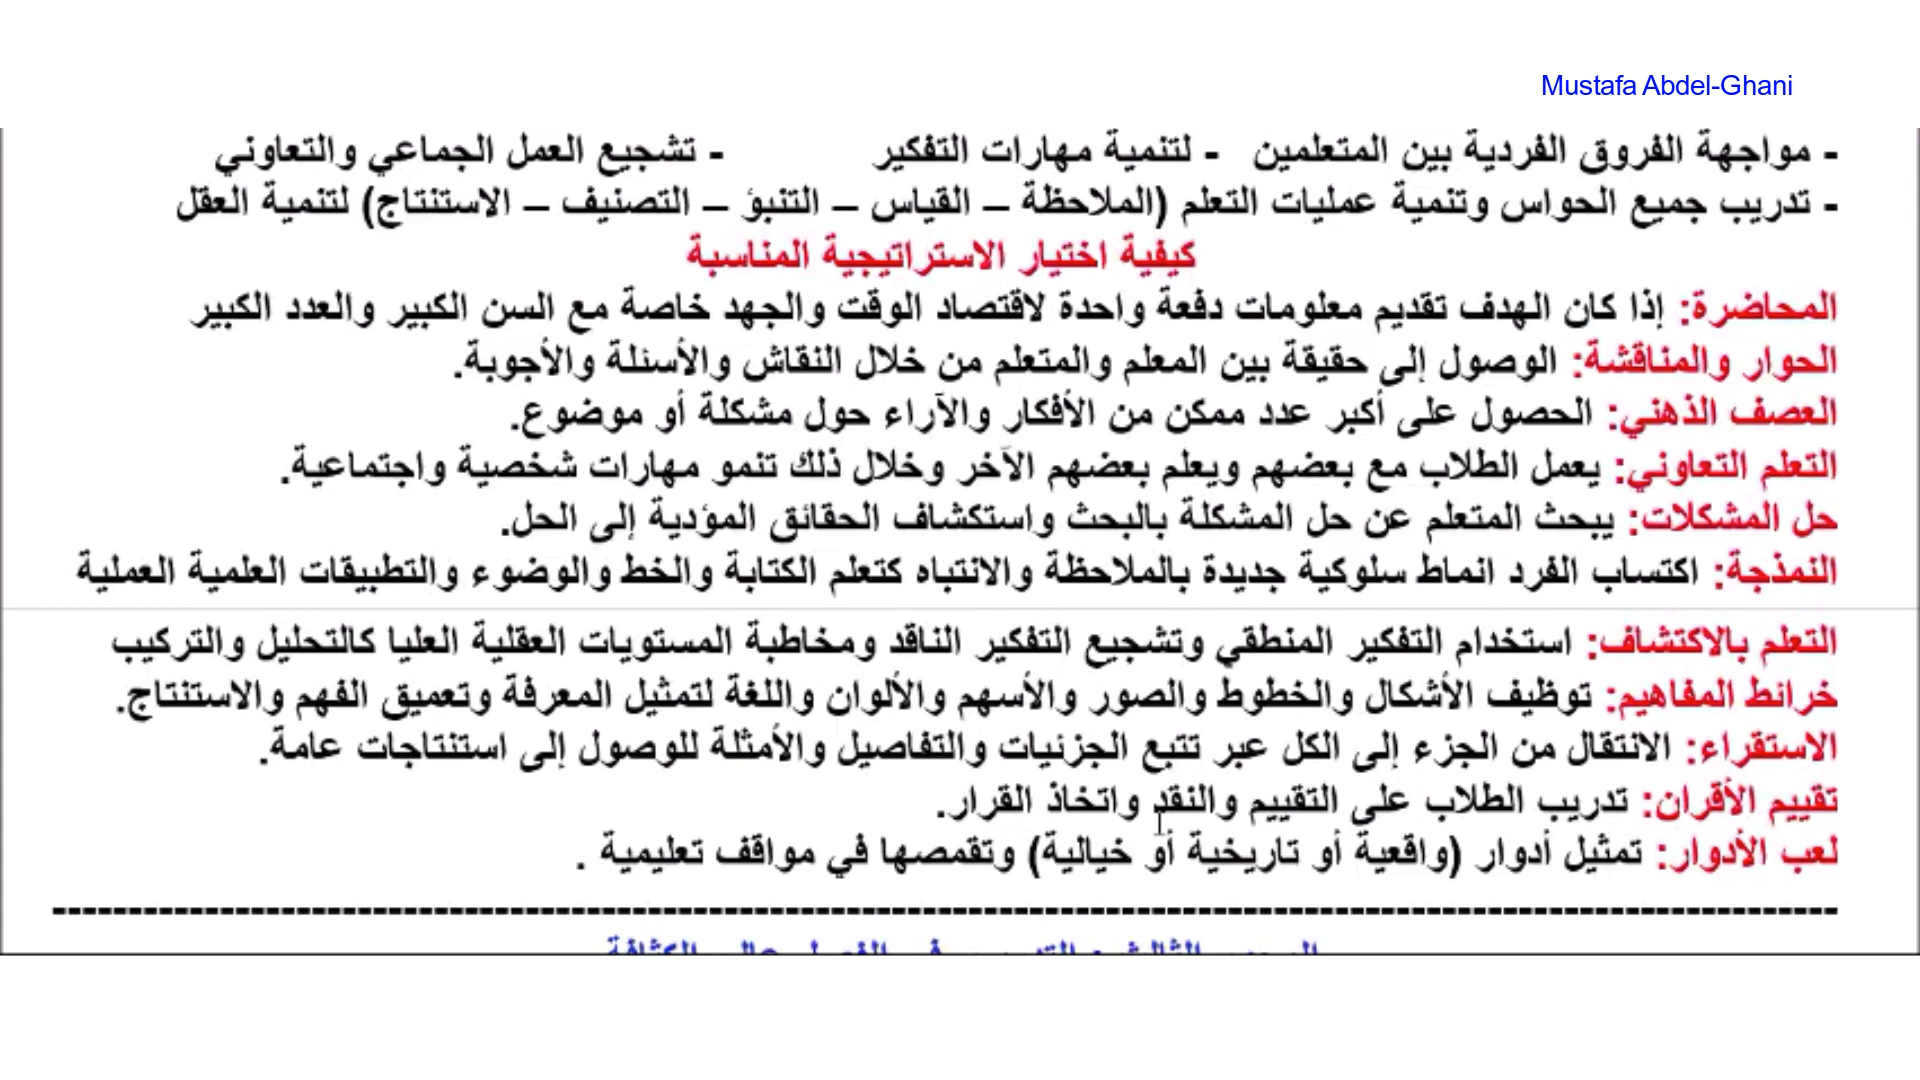 Mustafa Abdel-Ghani
- مواجهة الفروق الفردية بين المتعلمين - لتنمية مهارات التفكير - تشجيع العمل الجماعي والتعاوني
- تدريب جميع الحواس وتنمية عمليات التعلم (الملاحظة – القياس – التنبؤ – التصنيف – الاستنتاج) لتنمية العقل
كيفية اختيار الاستراتيجية المناسبة
المحاضرة: إذا كان الهدف تقديم معلومات دفعة واحدة لاقتصاد الوقت والجهد خاصة مع السن الكبير والعدد الكبير
الحوار والمناقشة: الوصول إلى حقيقة بين المعلم والمتعلم من خلال النقاش والأسئلة والأجوبة.
العصف الذهني: الحصول على أكبر عدد ممكن من الأفكار والآراء حول مشكلة أو موضوع.
التعلم التعاوني: يعمل الطلاب مع بعضهم ويعلم بعضهم الآخر وخلال ذلك تنمو مهارات شخصية واجتماعية.
حل المشكلات: يبحث المتعلم عن حل المشكلة بالبحث واستكشاف الحقائق المؤدية إلى الحل.
النمذجة: اكتساب الفرد انماط سلوكية جديدة بالملاحظة والانتباه كتعلم الكتابة والخط والوضوء والتطبيقات العلمية العملية
التعلم بالاكتشاف: استخدام التفكير المنطقي وتشجيع التفكير الناقد ومخاطبة المستويات العقلية العليا كالتحليل والتركيب
خرائط المفاهيم: توظيف الأشكال والخطوط والصور والأسهم والألوان واللغة لتمثيل المعرفة وتعميق الفهم والاستنتاج.
الاستقراء: الانتقال من الجزء إلى الكل عبر تتبع الجزئيات والتفاصيل والأمثلة للوصول إلى استنتاجات عامة.
تقييم الأقران: تدريب الطلاب على التقييم والنقد واتخاذ القرار.
لعب الأدوار: تمثيل أدوار (واقعية أو تاريخية أو خيالية) وتقمصها في مواقف تعليمية .